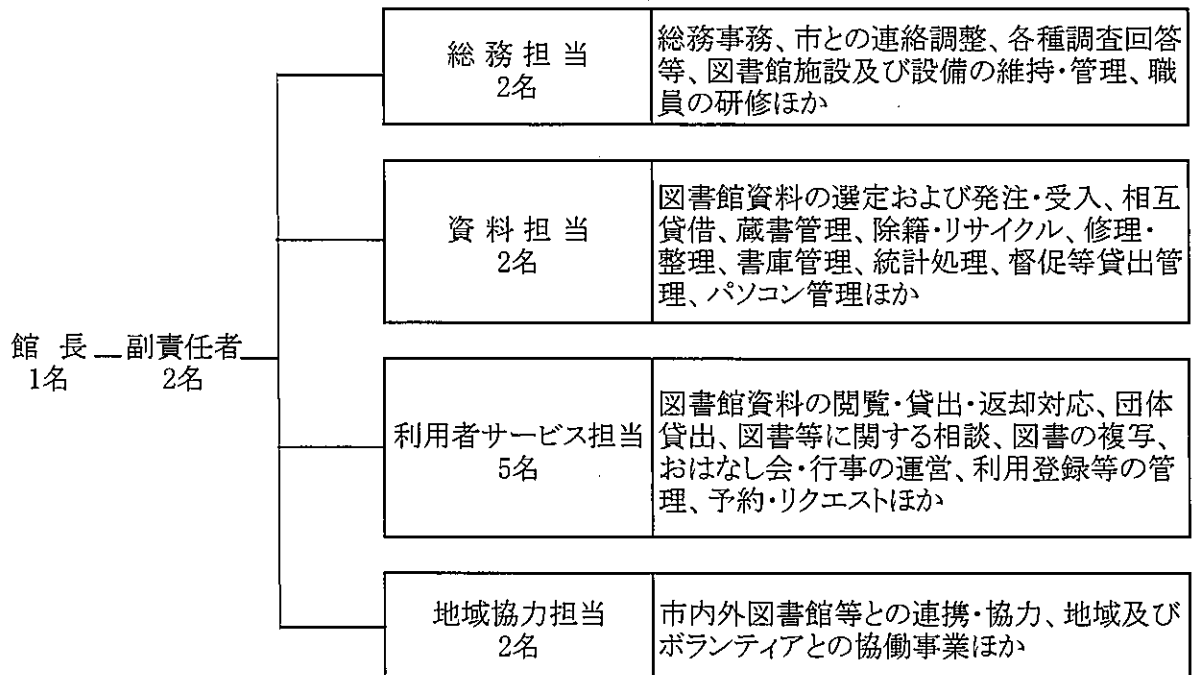 総務担当
2名
総務事務、市との連絡調整、各種調査回答
等、図書館施設及び設備の維持・管理、職
員の研修ほか
資料担当
2名
図書館資料の選定および発注・受入、相互
貸借、蔵書管理、除籍・リサイクル、修理・
整理、書庫管理、統計処理、督促等貸出管
理、パソコン管理ほか
館長
1名
副責任者
2名
利用者サービス担当
5名
図書館資料の閲覧・貸出・返却対応、団体
貸出、図書等に関する相談、図書の複写、
おはなし会・行事の運営、利用登録等の管
理、予約・リクエストほか
地域協力担当
2名
市内外図書館等との連携・協力、地域及び
ボランティアとの協働事業ほか